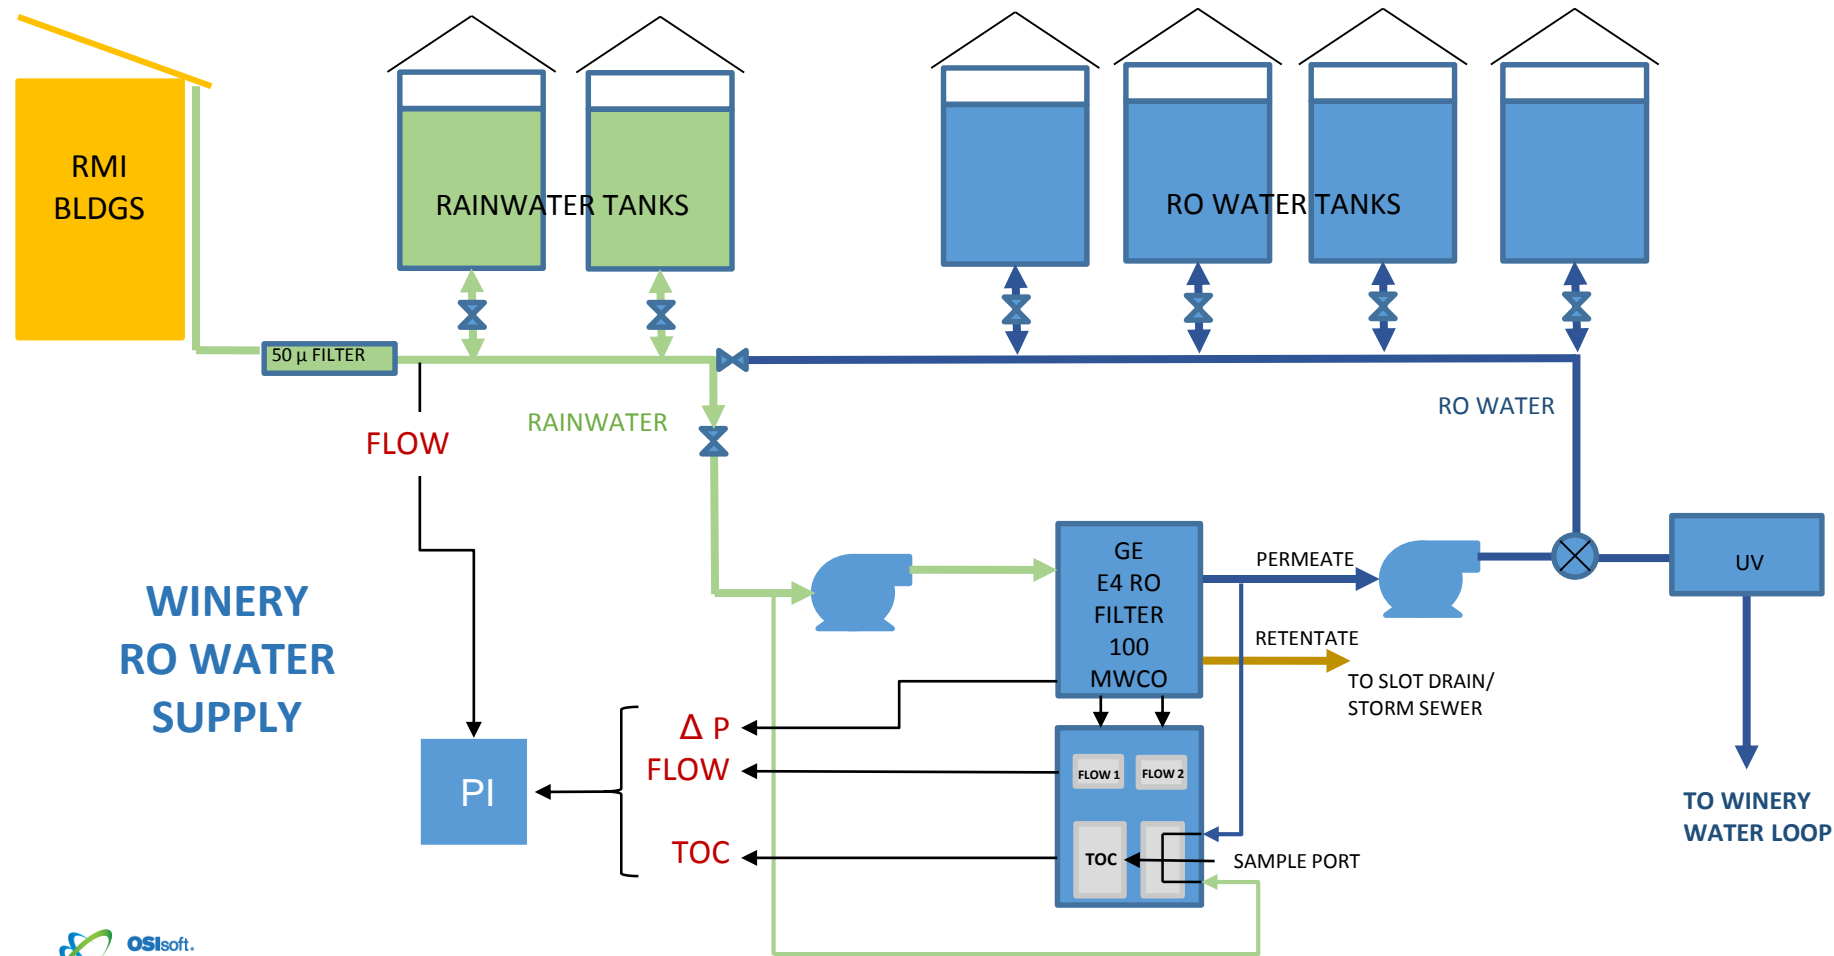 RMI
BLDGS
RAINWATER TANKS
RO WATER TANKS
50 µ FILTER
FLOW
RAINWATER
RO WATER
WINERY
RO WATER
SUPPLY
GE
E4 RO
FILTER
100
MWCO
PERMEATE
RETENTATE
TO SLOT DRAIN/
STORM SEWER
UV
TO WINERY
WATER LOOP
Δ P
FLOW
TOC
PI
FLOW 1
FLOW 2
TOC
SAMPLE PORT
OSIsoft.